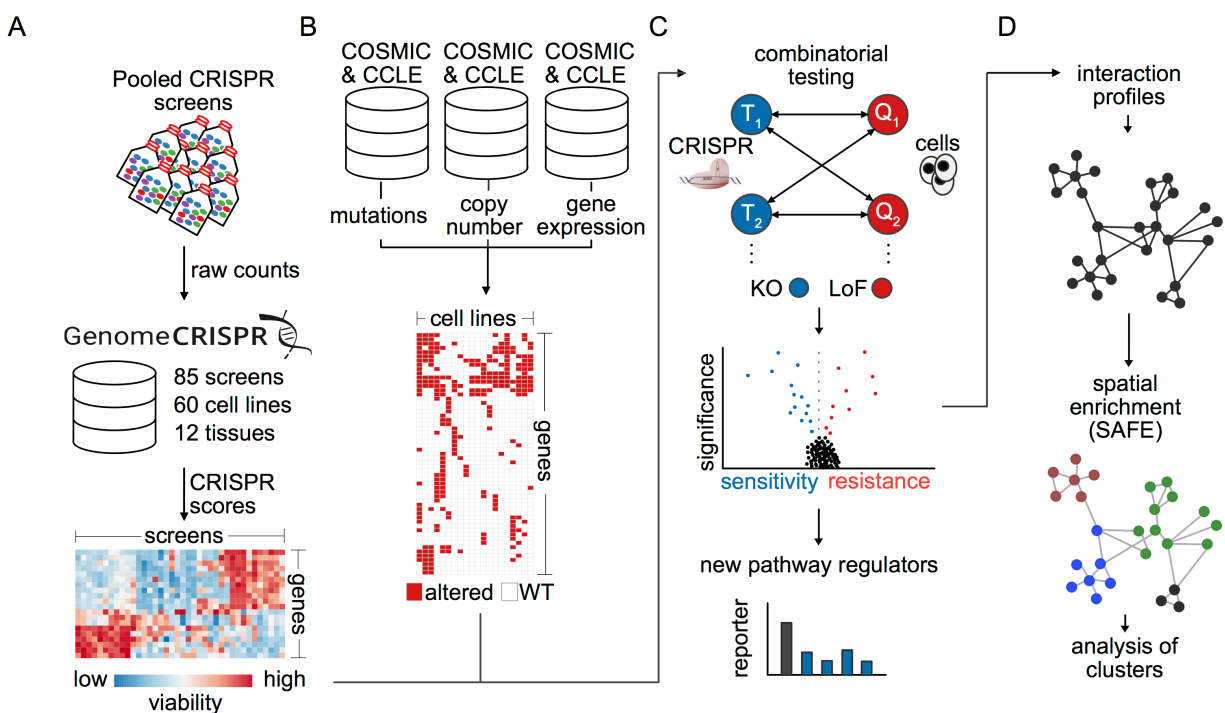 A
Pooled CRISPR
screens
raw counts
GenomeCRISPR
85 screens
60 cell lines
12 tissues
CRISPR
scores
screens
genes
low
high
viability
B
COSMIC
& CCLE
COSMIC
& CCLE
COSMIC
& CCLE
mutations
copy
number
gene
expression
cell lines
genes
altered
WT
C
combinatorial
testing
T1
Q1
CRISPR
cells
T2
Q2
KO
LoF
significance
sensitivity
resistance
new pathway regulators
reporter
D
interaction
profiles
spatial
enrichment
(SAFE)
analysis of
clusters